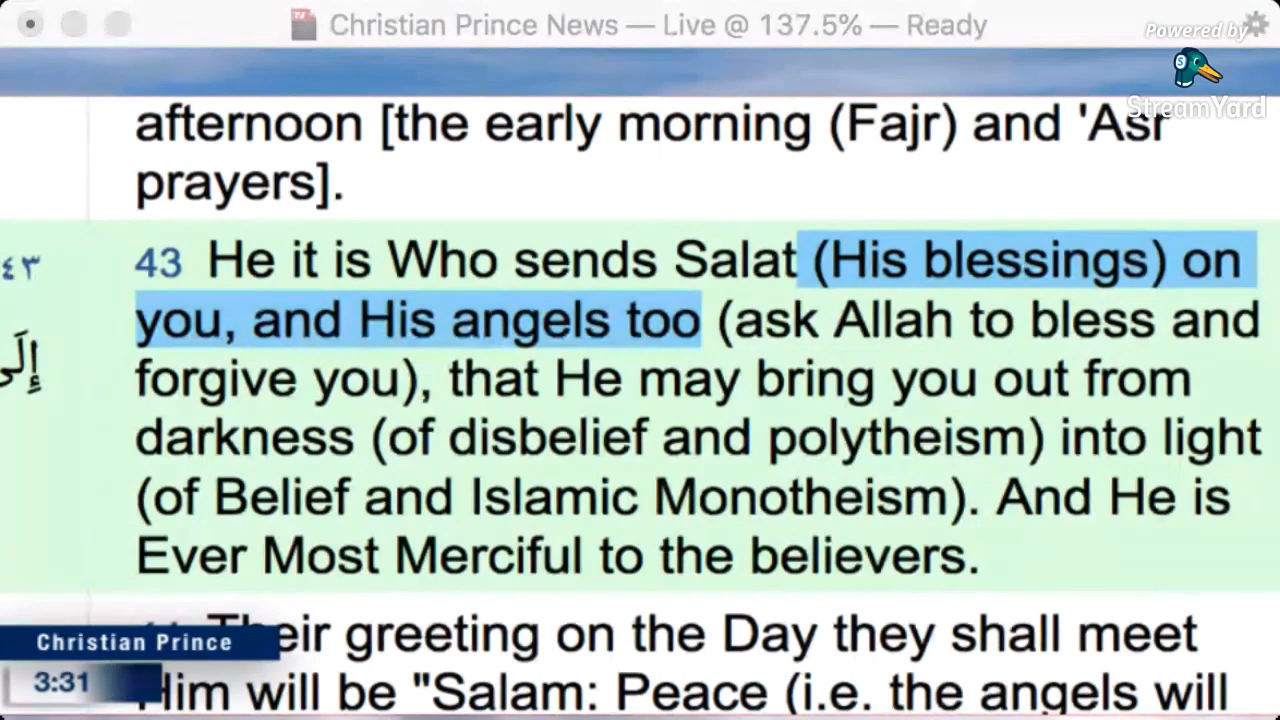 Christian Prince News — Live @ 137.5% — Ready
Powered by
StreamYard
afternoon [the early morning (Fajr) and 'Asr
prayers].
٤٣
43 He it is Who sends Salat (His blessings) on
you, and His angels too (ask Allah to bless and
إِلَى
forgive you), that He may bring you out from
darkness (of disbelief and polytheism) into light
(of Belief and Islamic Monotheism). And He is
Ever Most Merciful to the believers.
Their greeting on the Day they shall meet
Christian Prince
Him will be "Salam: Peace (i.e. the angels will
3:31